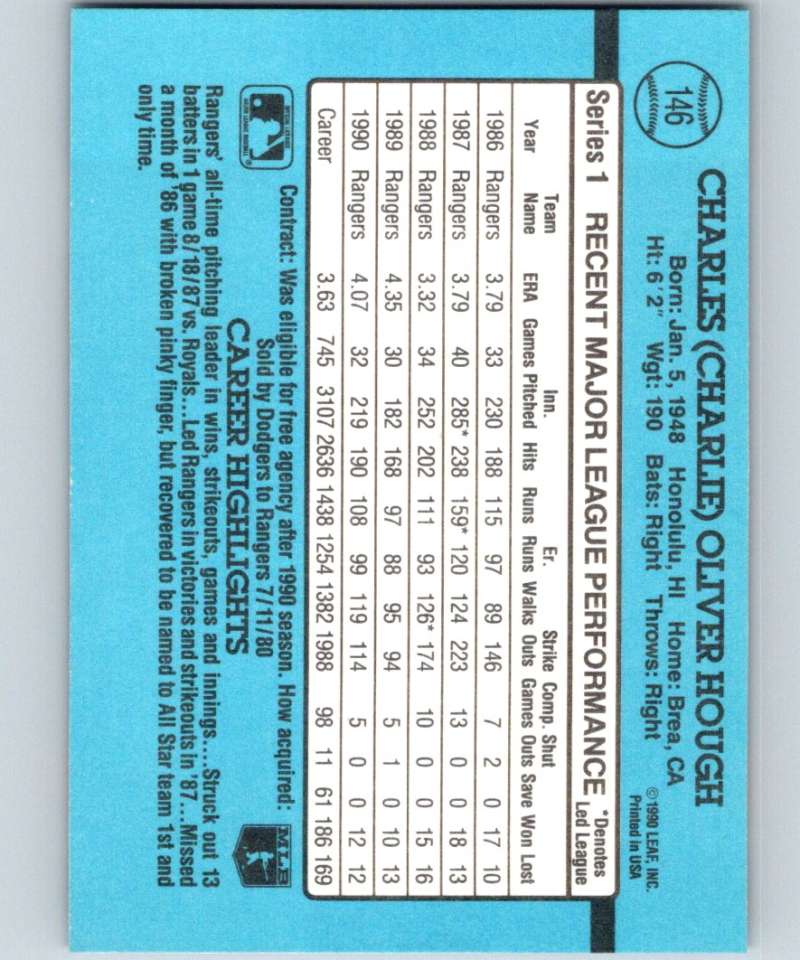 146
CHARLES (CHARLIE) OLIVER HOUGH
Born: Jan. 5, 1948 Honolulu, HI Home: Brea, CA
Ht: 6'2" Wgt: 190 Bats: Right Throws: Right
©1990 LEAF, INC.
Printed in USA
Series 1 RECENT MAJOR LEAGUE PERFORMANCE *Denotes
Led League
Team Inn. Er. Strike Comp. Shut
Year Name ERA Games Pitched Hits Runs Runs Walks Outs Games Outs Save Won Lost
1986 Rangers 3.79 33 230 188 115 97 89 146 7 2 0 17 10
1987 Rangers 3.79 40 285* 238 159* 120 124 223 13 0 0 18 13
1988 Rangers 3.32 34 252 202 111 93 126* 174 10 0 0 15 16
1989 Rangers 4.35 30 182 168 97 88 95 94 5 1 0 10 13
1990 Rangers 4.07 32 219 190 108 99 119 114 5 0 0 12 12
Career 3.63 745 3107 2636 1438 1254 1382 1988 98 11 61 186 169
Contract: Was eligible for free agency after 1990 season. How acquired:
Sold by Dodgers to Rangers 7/11/80
MLB
CAREER HIGHLIGHTS
Rangers' all-time pitching leader in wins, strikeouts, games and innings....Struck out 13
batters in 1 game 8/18/87 vs. Royals...Led Rangers in victories and strikeouts in '87...Missed
a month of '86 with broken pinky finger, but recovered to be named to All Star team 1st and
only time.